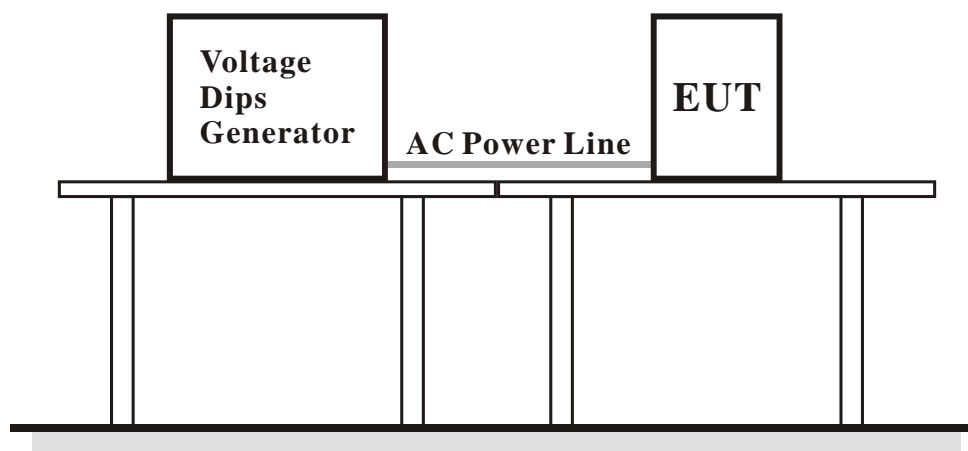 Voltage
Dips
Generator
AC Power Line
EUT